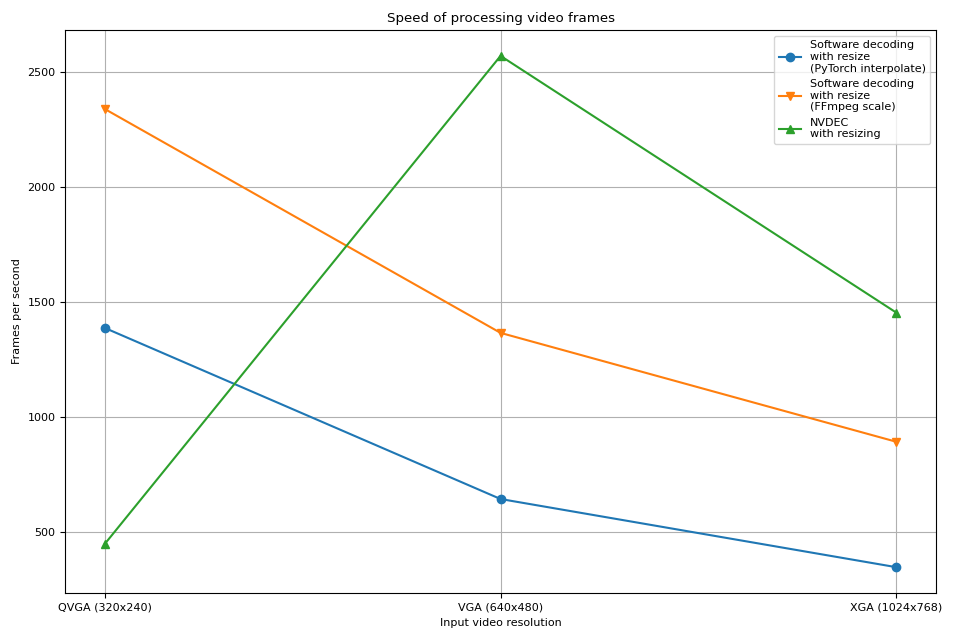 Speed of processing video frames
Software decoding
with resize
(PyTorch interpolate)
Software decoding
with resize
(FFmpeg scale)
NVDEC
with resizing
Frames per second
2500
2000
1500
1000
500
QVGA (320x240)
VGA (640x480)
XGA (1024x768)
Input video resolution